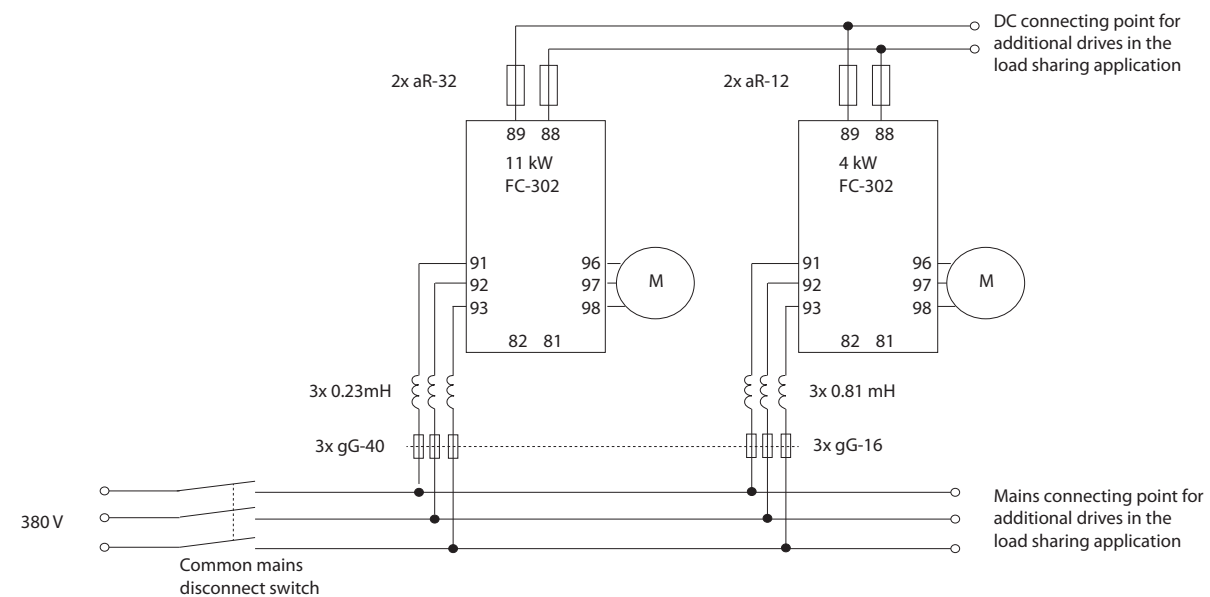 DC connecting point for
additional drives in the
load sharing application
2x aR-32
2x aR-12
89 88
89 88
11 kW
FC-302
4 kW
FC-302
91
92
93
96
97
98
M
91
92
93
96
97
98
M
82 81
82 81
3x 0.23mH
3x 0.81 mH
3x gG-40
3x gG-16
380 V
Mains connecting point for
additional drives in the
load sharing application
Common mains
disconnect switch